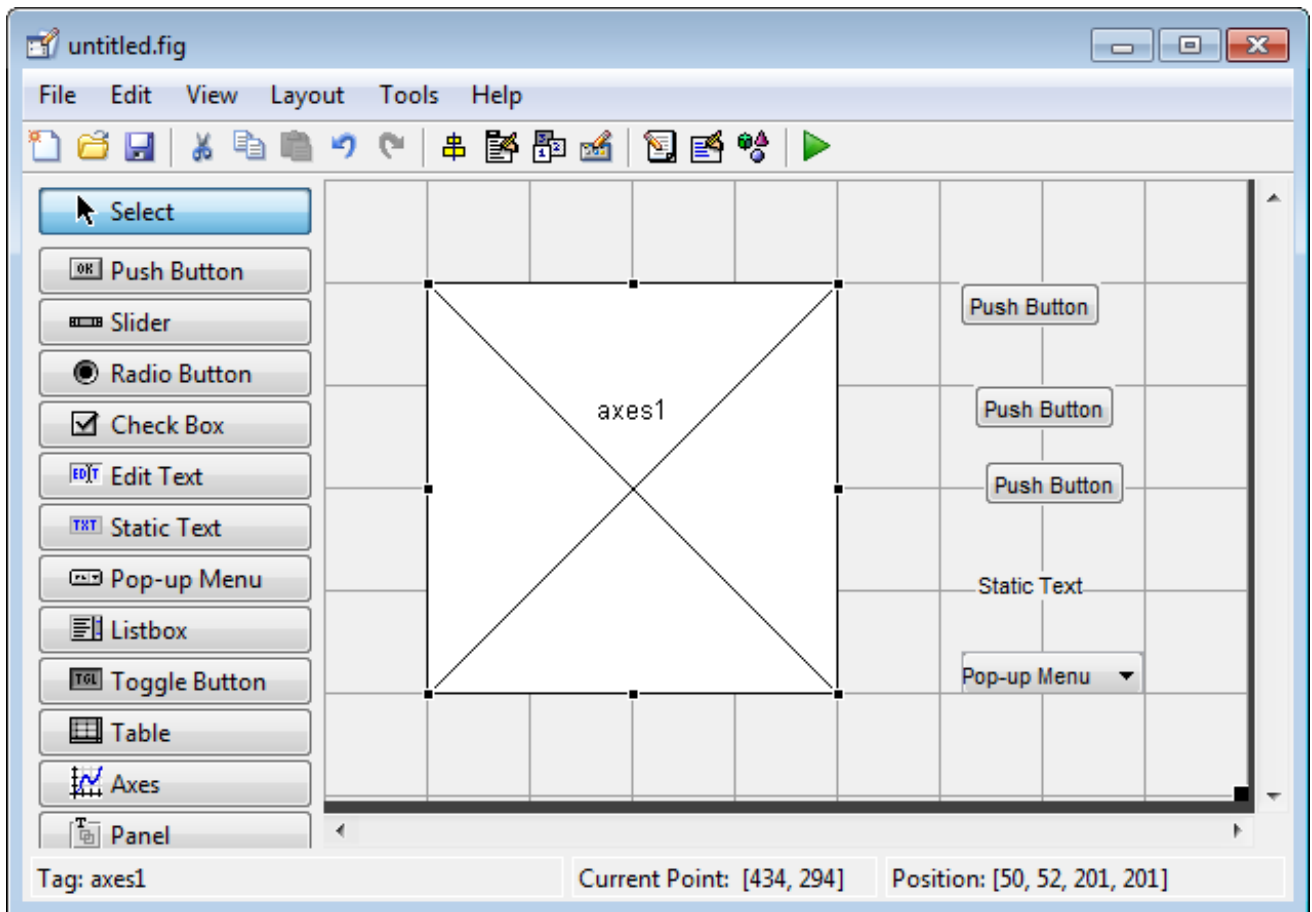 untitled.fig
File Edit View Layout Tools Help
Select
Push Button
Slider
Radio Button
Check Box
Edit Text
Static Text
Pop-up Menu
Listbox
Toggle Button
Table
Axes
Panel
axes1
Push Button
Push Button
Push Button
Static Text
Pop-up Menu
Tag: axes1
Current Point: [434, 294]
Position: [50, 52, 201, 201]